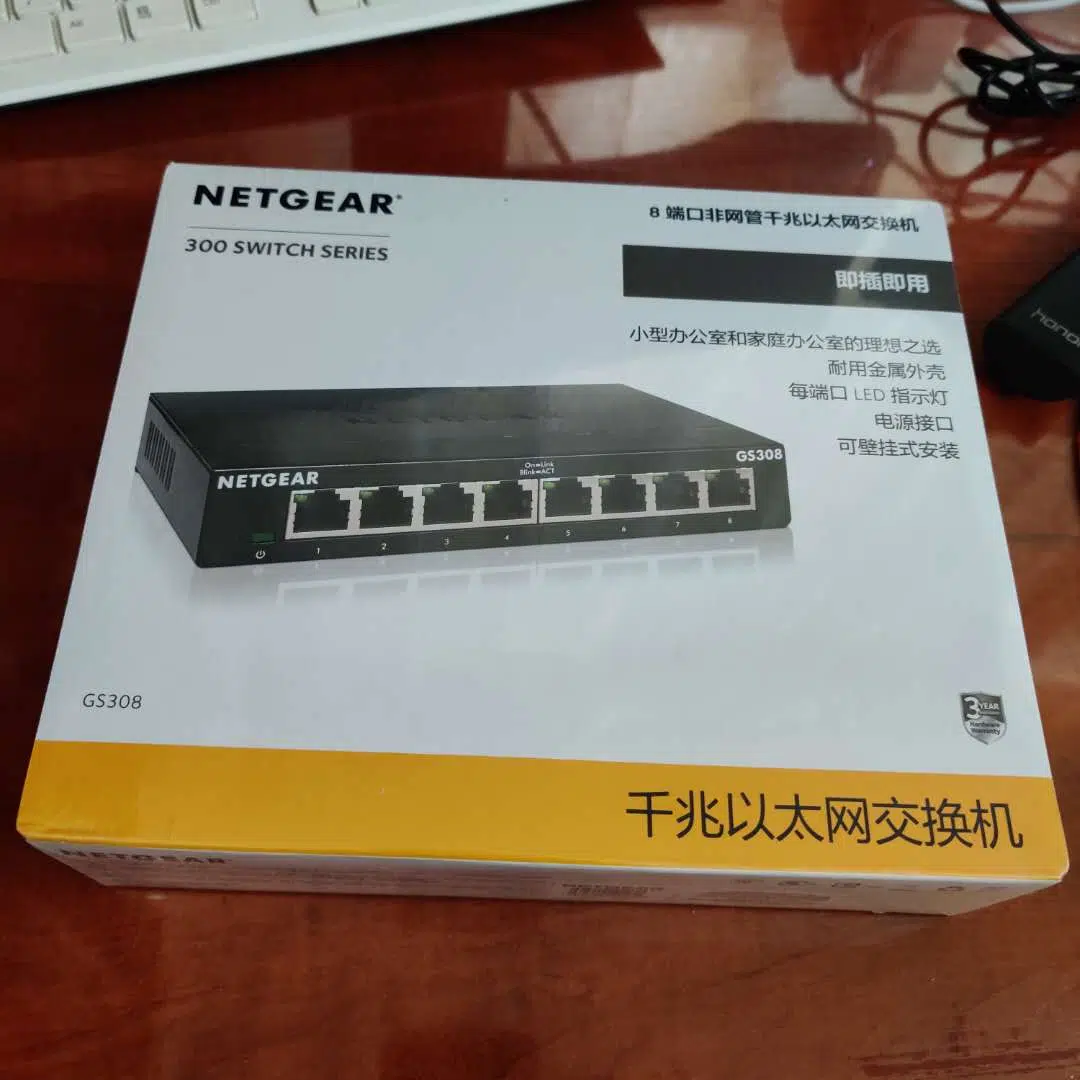 NETGEAR
300 SWITCH SERIES
8 端口非网管千兆以太网交换机
即插即用
小型办公室和家庭办公室的理想之选
耐用金属外壳
每端口 LED 指示灯
电源接口
可壁挂式安装
On=Link
Blink=ACT
GS308
NETGEAR
1 2 3 4 5 6 7 8
GS308
3 YEAR
Hardware
Warranty
千兆以太网交换机
NETGEAR
honor